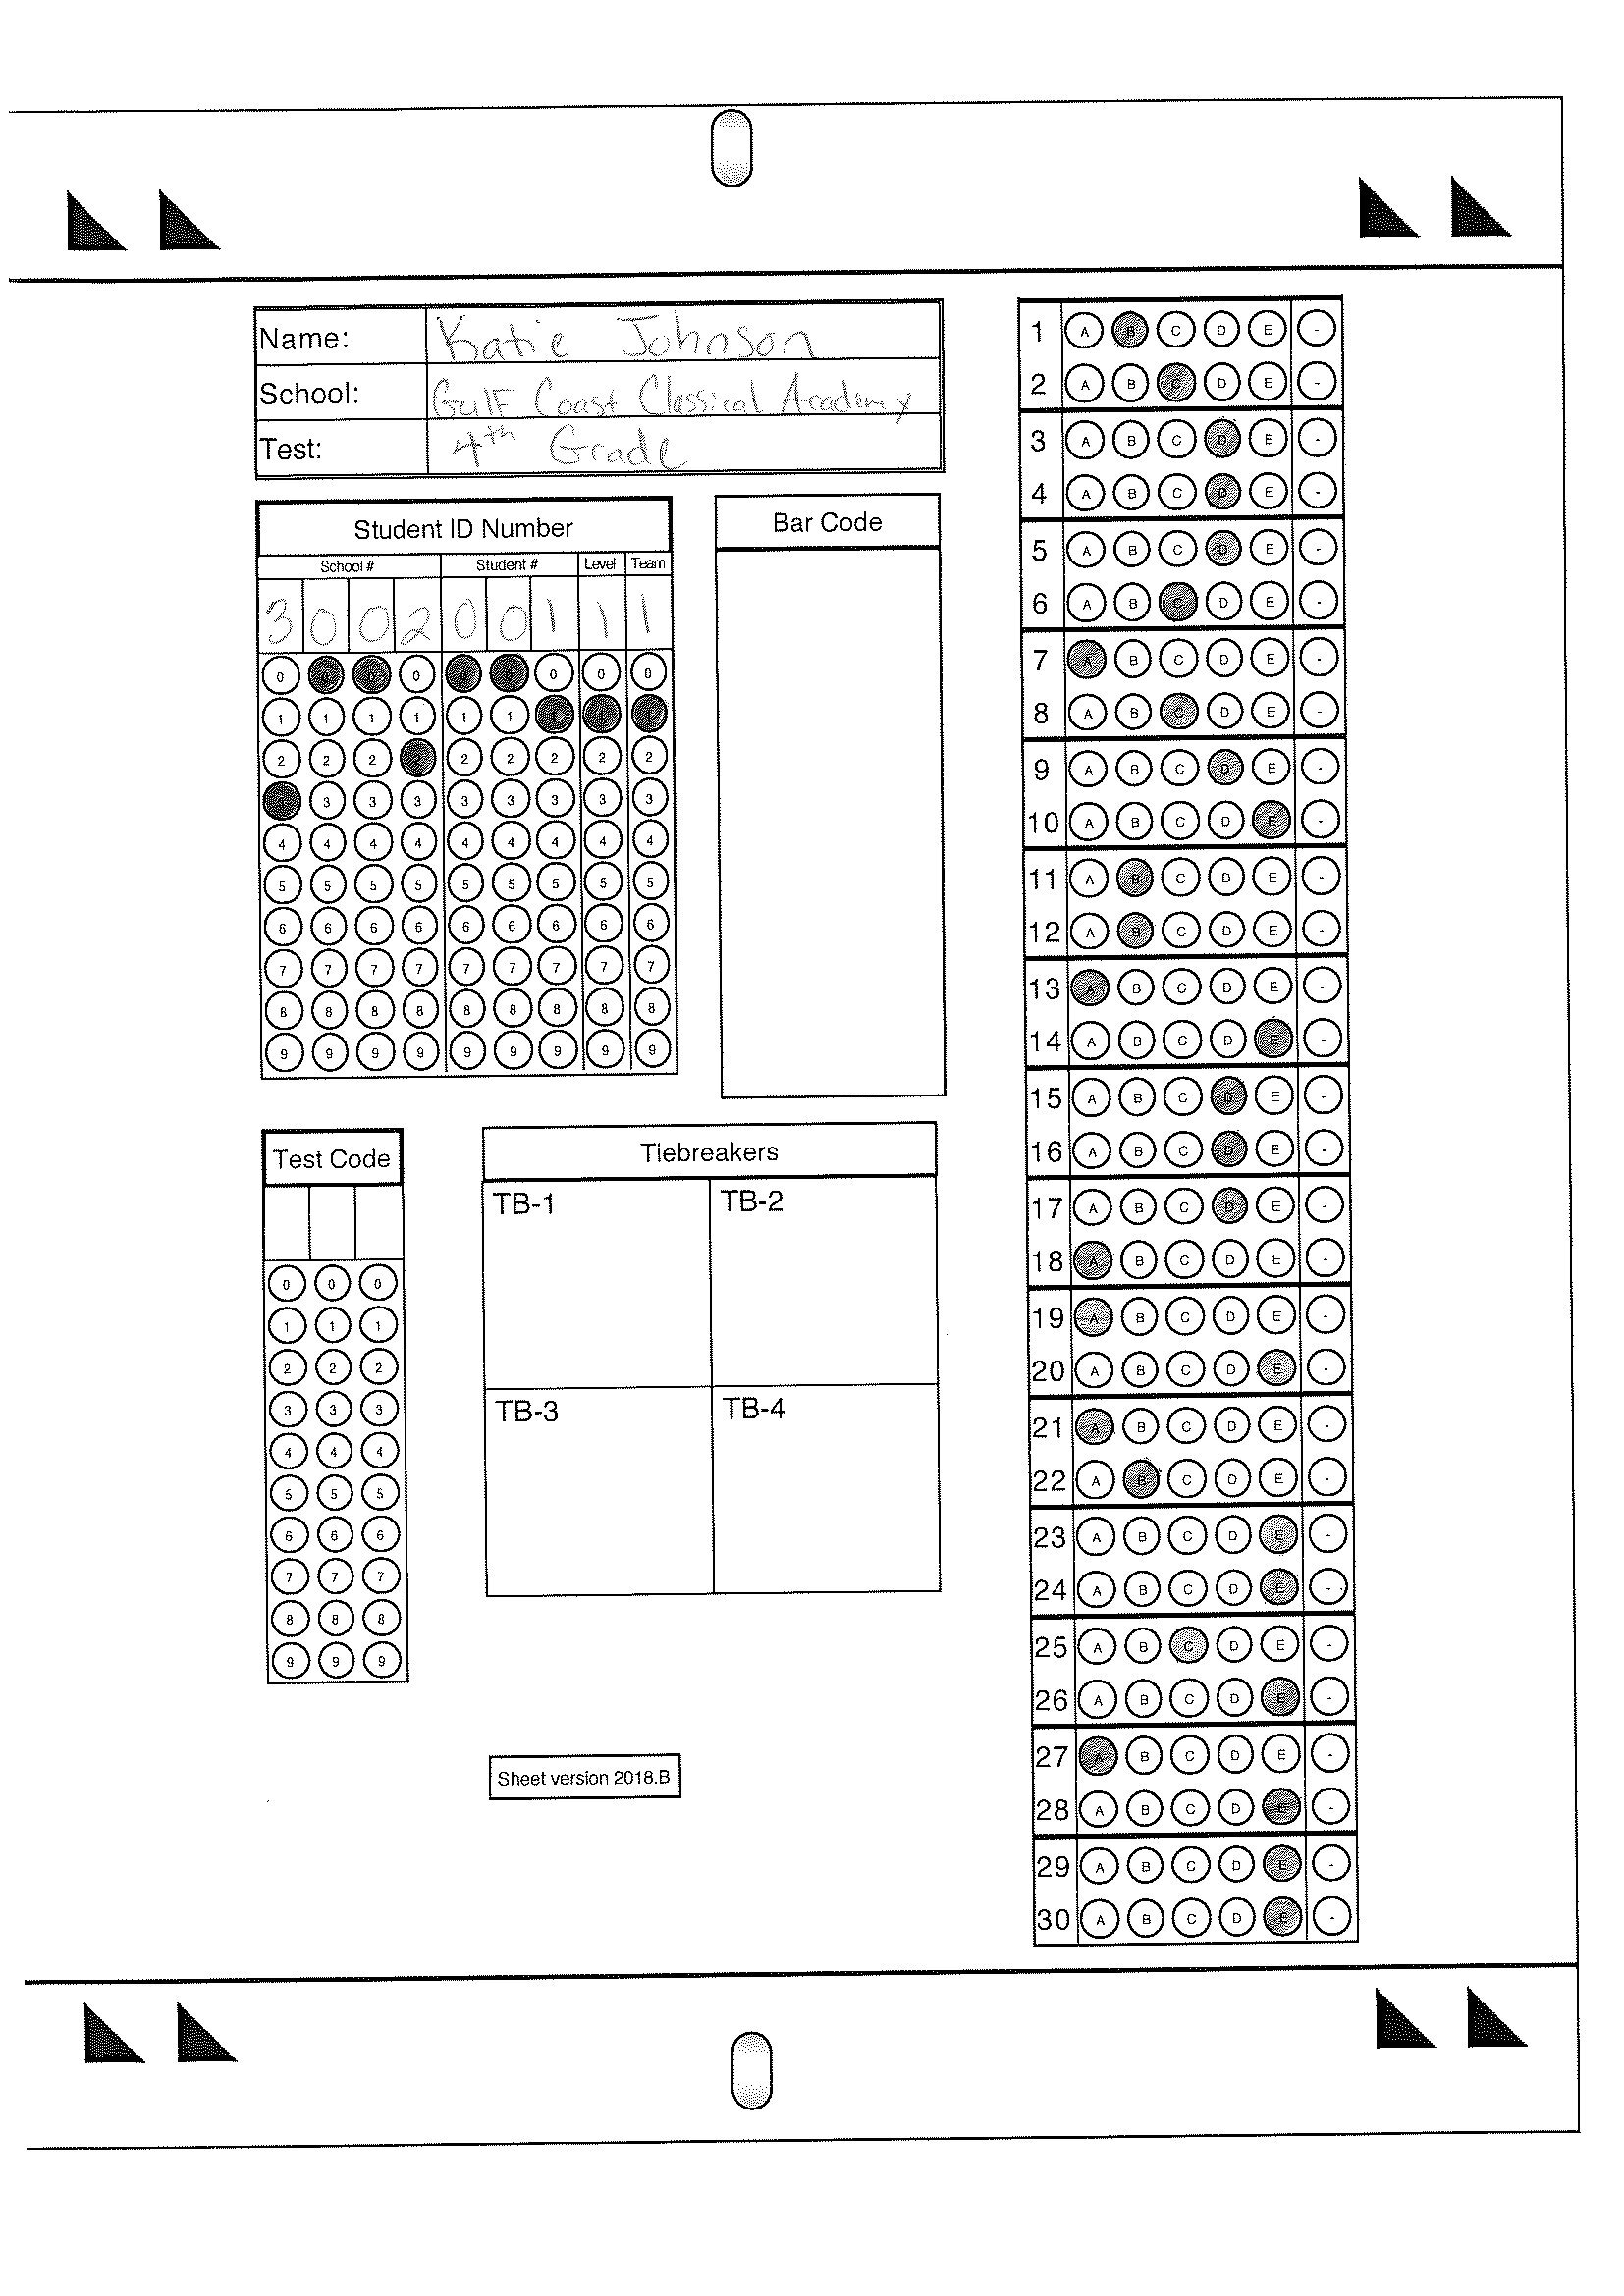 Name: Katie Johnson
School: Gulf Coast Classical Academy
Test: 4th Grade
Student ID Number
School # Student # Level Team
3 0 0 2 0 0 1 1 1
0 0 0 0 0 0 0 0 0
1 1 1 1 1 1 1 1 1
2 2 2 2 2 2 2 2 2
3 3 3 3 3 3 3 3 3
4 4 4 4 4 4 4 4 4
5 5 5 5 5 5 5 5 5
6 6 6 6 6 6 6 6 6
7 7 7 7 7 7 7 7 7
8 8 8 8 8 8 8 8 8
9 9 9 9 9 9 9 9 9
Bar Code
Test Code
0 0 0
1 1 1
2 2 2
3 3 3
4 4 4
5 5 5
6 6 6
7 7 7
8 8 8
9 9 9
Tiebreakers
TB-1 TB-2
TB-3 TB-4
Sheet version 2018.B
1 A B C D E -
2 A B C D E -
3 A B C D E -
4 A B C D E -
5 A B C D E -
6 A B C D E -
7 A B C D E -
8 A B C D E -
9 A B C D E -
10 A B C D E -
11 A B C D E -
12 A B C D E -
13 A B C D E -
14 A B C D E -
15 A B C D E -
16 A B C D E -
17 A B C D E -
18 A B C D E -
19 A B C D E -
20 A B C D E -
21 A B C D E -
22 A B C D E -
23 A B C D E -
24 A B C D E -
25 A B C D E -
26 A B C D E -
27 A B C D E -
28 A B C D E -
29 A B C D E -
30 A B C D E -